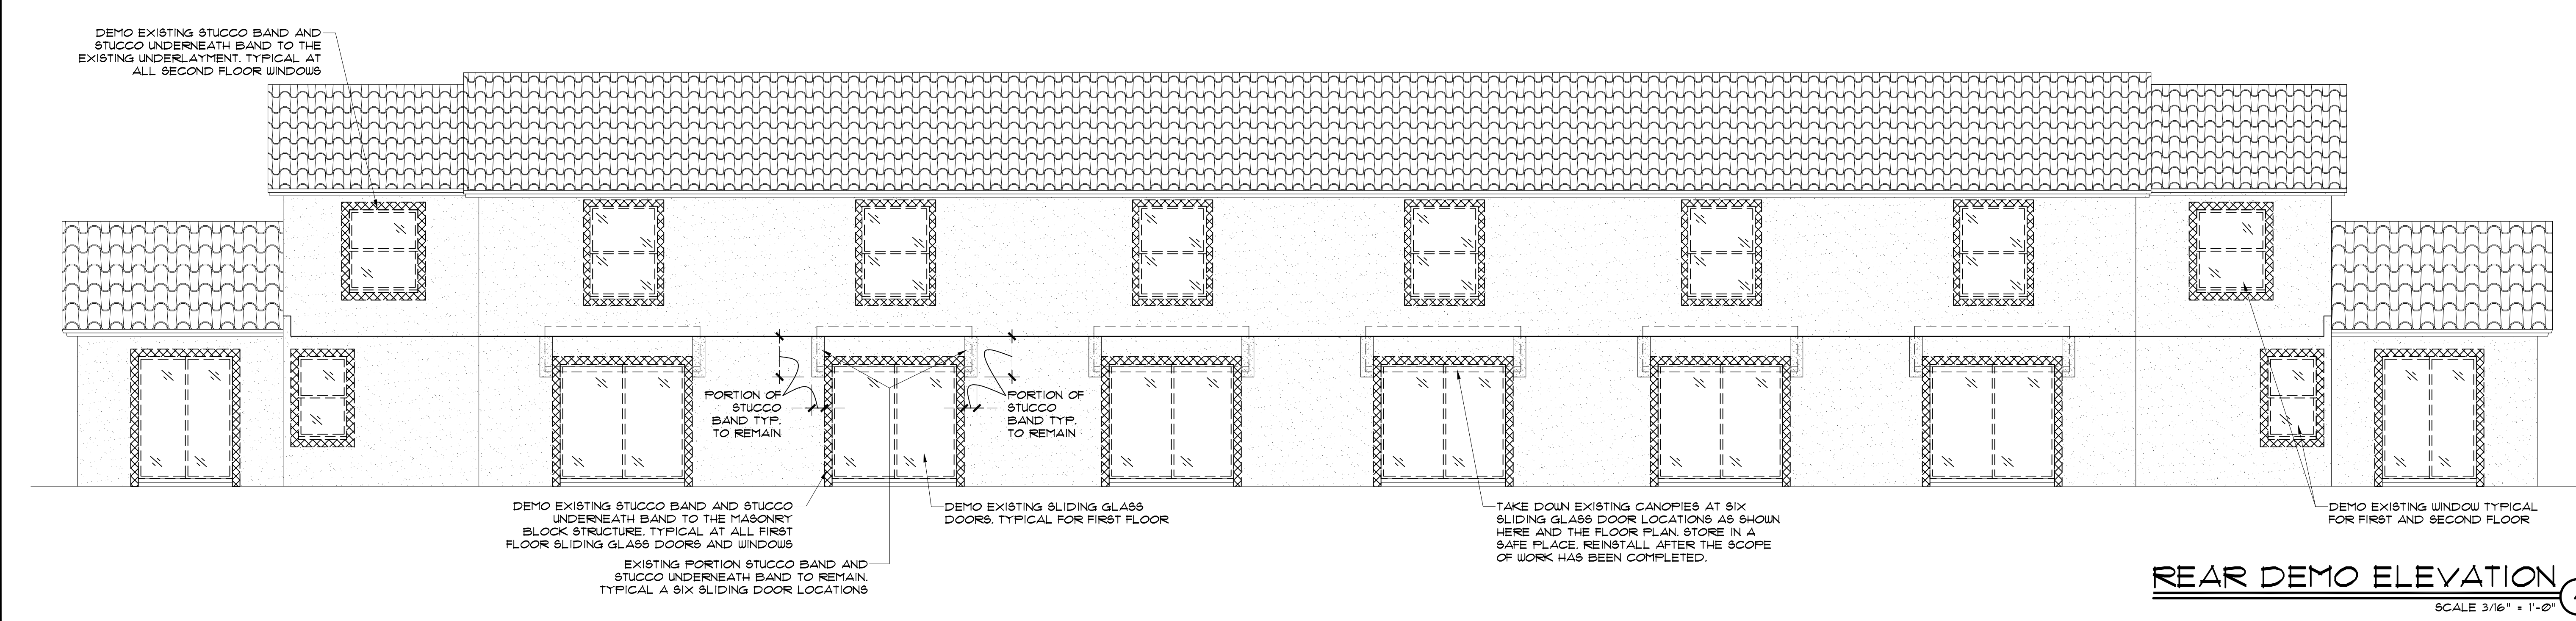 DEMO EXISTING STUCCO BAND AND
STUCCO UNDERNEATH BAND TO THE
EXISTING UNDERLAYMENT. TYPICAL AT
ALL SECOND FLOOR WINDOWS
PORTION OF
STUCCO
BAND TYP.
TO REMAIN
PORTION OF
STUCCO
BAND TYP.
TO REMAIN
DEMO EXISTING STUCCO BAND AND STUCCO
UNDERNEATH BAND TO THE MASONRY
BLOCK STRUCTURE. TYPICAL AT ALL FIRST
FLOOR SLIDING GLASS DOORS AND WINDOWS
EXISTING PORTION STUCCO BAND AND
STUCCO UNDERNEATH BAND TO REMAIN.
TYPICAL A SIX SLIDING DOOR LOCATIONS
DEMO EXISTING SLIDING GLASS
DOORS. TYPICAL FOR FIRST FLOOR
TAKE DOWN EXISTING CANOPIES AT SIX
SLIDING GLASS DOOR LOCATIONS AS SHOWN
HERE AND THE FLOOR PLAN. STORE IN A
SAFE PLACE. REINSTALL AFTER THE SCOPE
OF WORK HAS BEEN COMPLETED.
DEMO EXISTING WINDOW TYPICAL
FOR FIRST AND SECOND FLOOR
REAR DEMO ELEVATION
SCALE 3/16" = 1'-0"